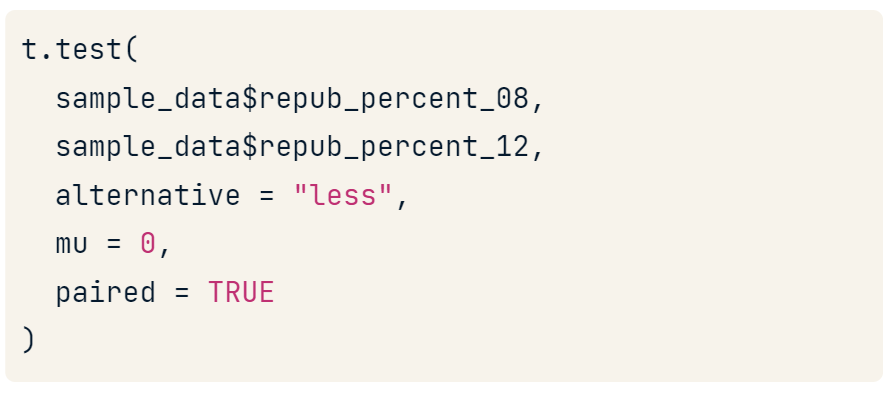 t.test(
  sample_data$repub_percent_08,
  sample_data$repub_percent_12,
  alternative = "less",
  mu = 0,
  paired = TRUE
)